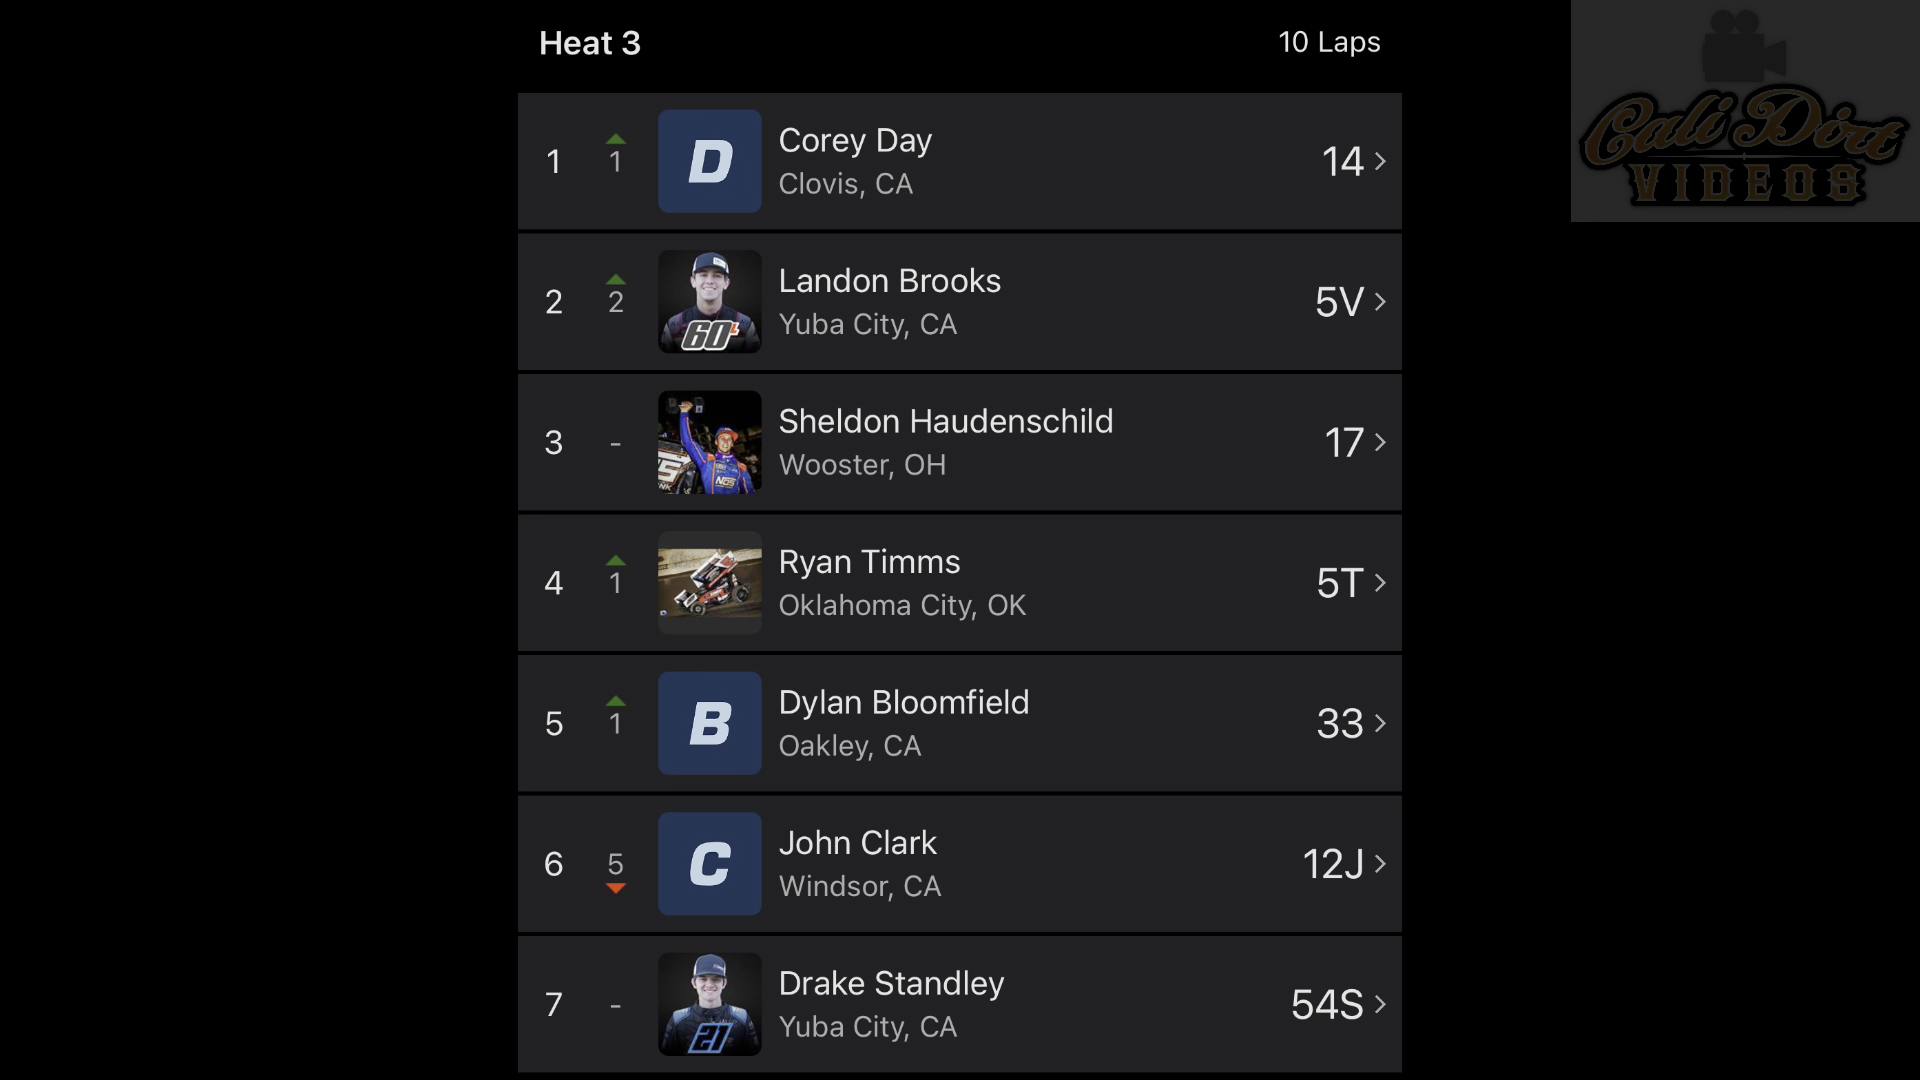 Heat 3
10 Laps
1
1
D
Corey Day
Clovis, CA
14
2
2
60
Landon Brooks
Yuba City, CA
5V
3
-
NOS
Sheldon Haudenschild
Wooster, OH
17
4
1
Ryan Timms
Oklahoma City, OK
5T
5
1
B
Dylan Bloomfield
Oakley, CA
33
6
5
C
John Clark
Windsor, CA
12J
7
-
21
Drake Standley
Yuba City, CA
54S
Cali Dirt
VIDEOS